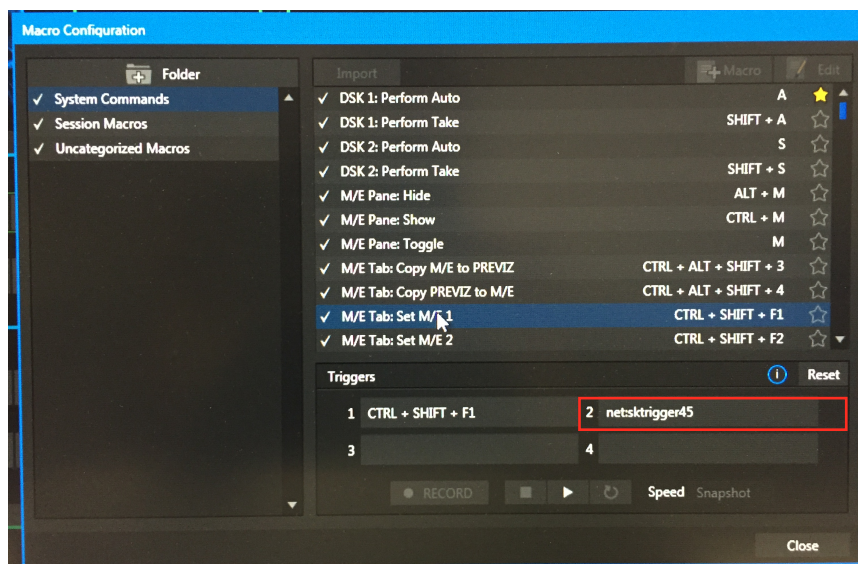 Macro Configuration
Folder
System Commands
Session Macros
Uncategorized Macros
Import
Macro Edit
DSK 1: Perform Auto A
DSK 1: Perform Take SHIFT + A
DSK 2: Perform Auto S
DSK 2: Perform Take SHIFT + S
M/E Pane: Hide ALT + M
M/E Pane: Show CTRL + M
M/E Pane: Toggle M
M/E Tab: Copy M/E to PREVIZ CTRL + ALT + SHIFT + 3
M/E Tab: Copy PREVIZ to M/E CTRL + ALT + SHIFT + 4
M/E Tab: Set M/E 1 CTRL + SHIFT + F1
M/E Tab: Set M/E 2 CTRL + SHIFT + F2
Triggers i Reset
1 CTRL + SHIFT + F1 2 net:sktrigger45
3 4
RECORD Speed Snapshot
Close